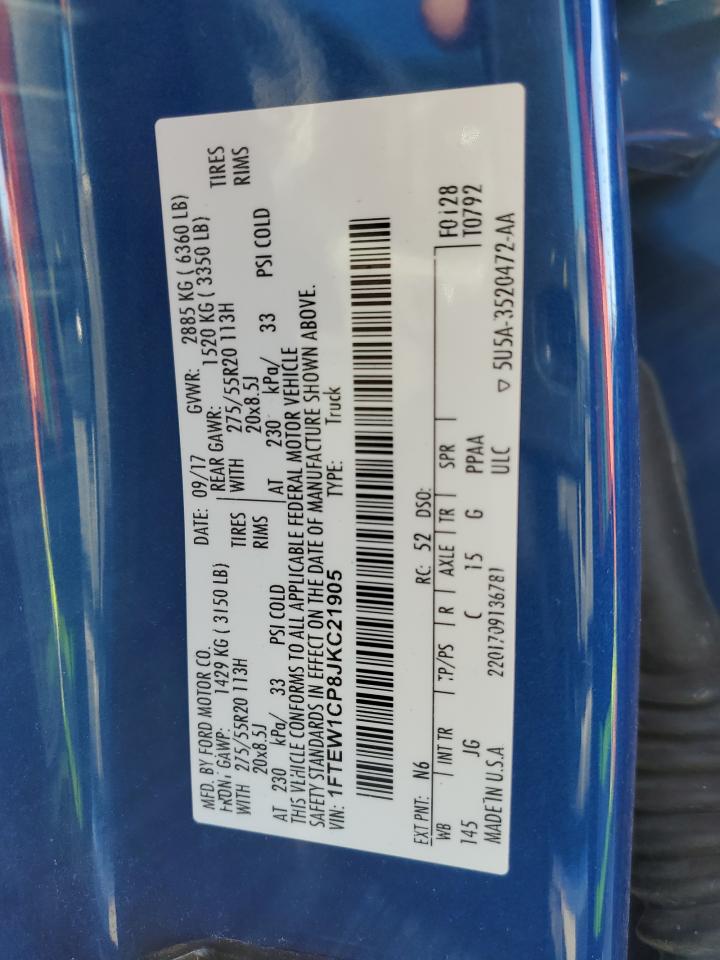 MFD. BY FORD MOTOR CO.
DATE: 09/17 GVWR: 2885 KG ( 6360 LB)
FRONT GAWR: 1429 KG ( 3150 LB)
REAR GAWR: 1520 KG ( 3350 LB)
WITH 275/55R20 113H TIRES
WITH 275/55R20 113H TIRES
20x8.5J RIMS
20x8.5J RIMS
AT 230 kPa/ 33 PSI COLD
AT 230 kPa/ 33 PSI COLD
THIS VEHICLE CONFORMS TO ALL APPLICABLE FEDERAL MOTOR VEHICLE
SAFETY STANDARDS IN EFFECT ON THE DATE OF MANUFACTURE SHOWN ABOVE.
VIN: 1FTEW1CP8JKC21905 TYPE: Truck
EXT PNT: N6 RC: 52 DSO: F0128
WB INT TR TP/PS R AXLE TR SPR T0792
145 JG C 15 G PPAA
MADE IN U.S.A 2201709136781 ULC ▽ 5U5A-3520472-AA